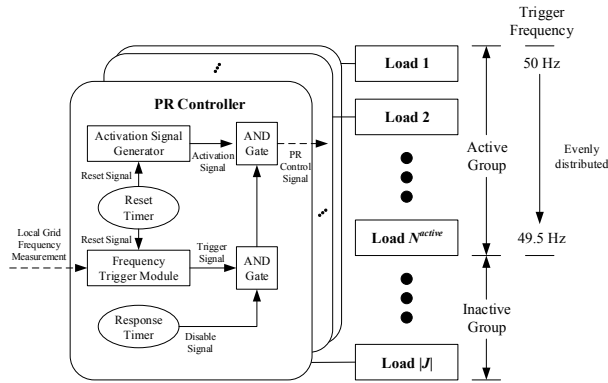 Trigger
Frequency
Load 1
50 Hz
PR Controller
Load 2
Activation Signal
Generator
AND
Gate
Activation
Signal
PR
Control
Signal
Active
Group
Evenly
distributed
Reset Signal
Reset
Timer
Local Grid
Frequency
Measurement
Reset Signal
Load N^active
49.5 Hz
Frequency
Trigger Module
Trigger
Signal
AND
Gate
Response
Timer
Disable
Signal
Inactive
Group
Load |J|